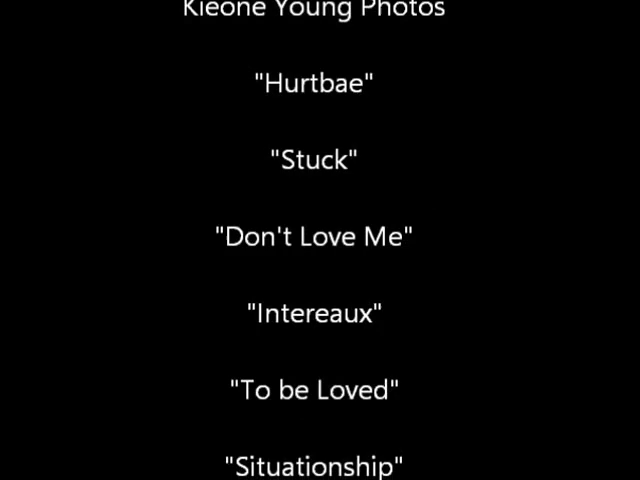 Kieone Young Photos
"Hurtbae"
"Stuck"
"Don't Love Me"
"Intereaux"
"To be Loved"
"Situationship"